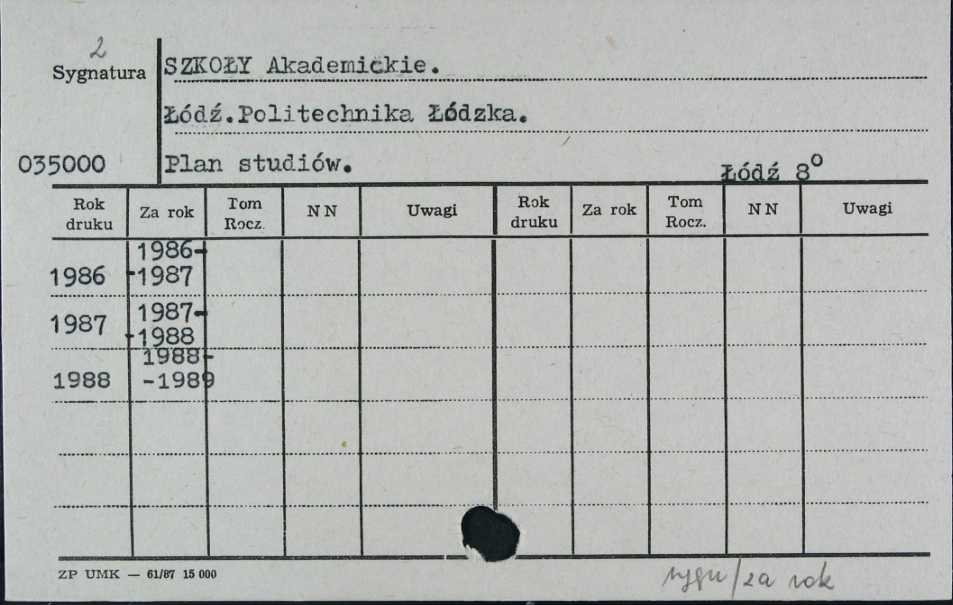 2
Sygnatura
SZKOŁY Akademickie.
Łódź.Politechnika Łódzka.
035000
Plan studiów.
Łódź 8º
Rok druku Za rok Tom Rocz. NN Uwagi Rok druku Za rok Tom Rocz. NN Uwagi
1986 1986-
-1987
1987 1987-
-1988
1988 1988-
-1989
ZP UMK — 61/87 15 000
sygn/za rok